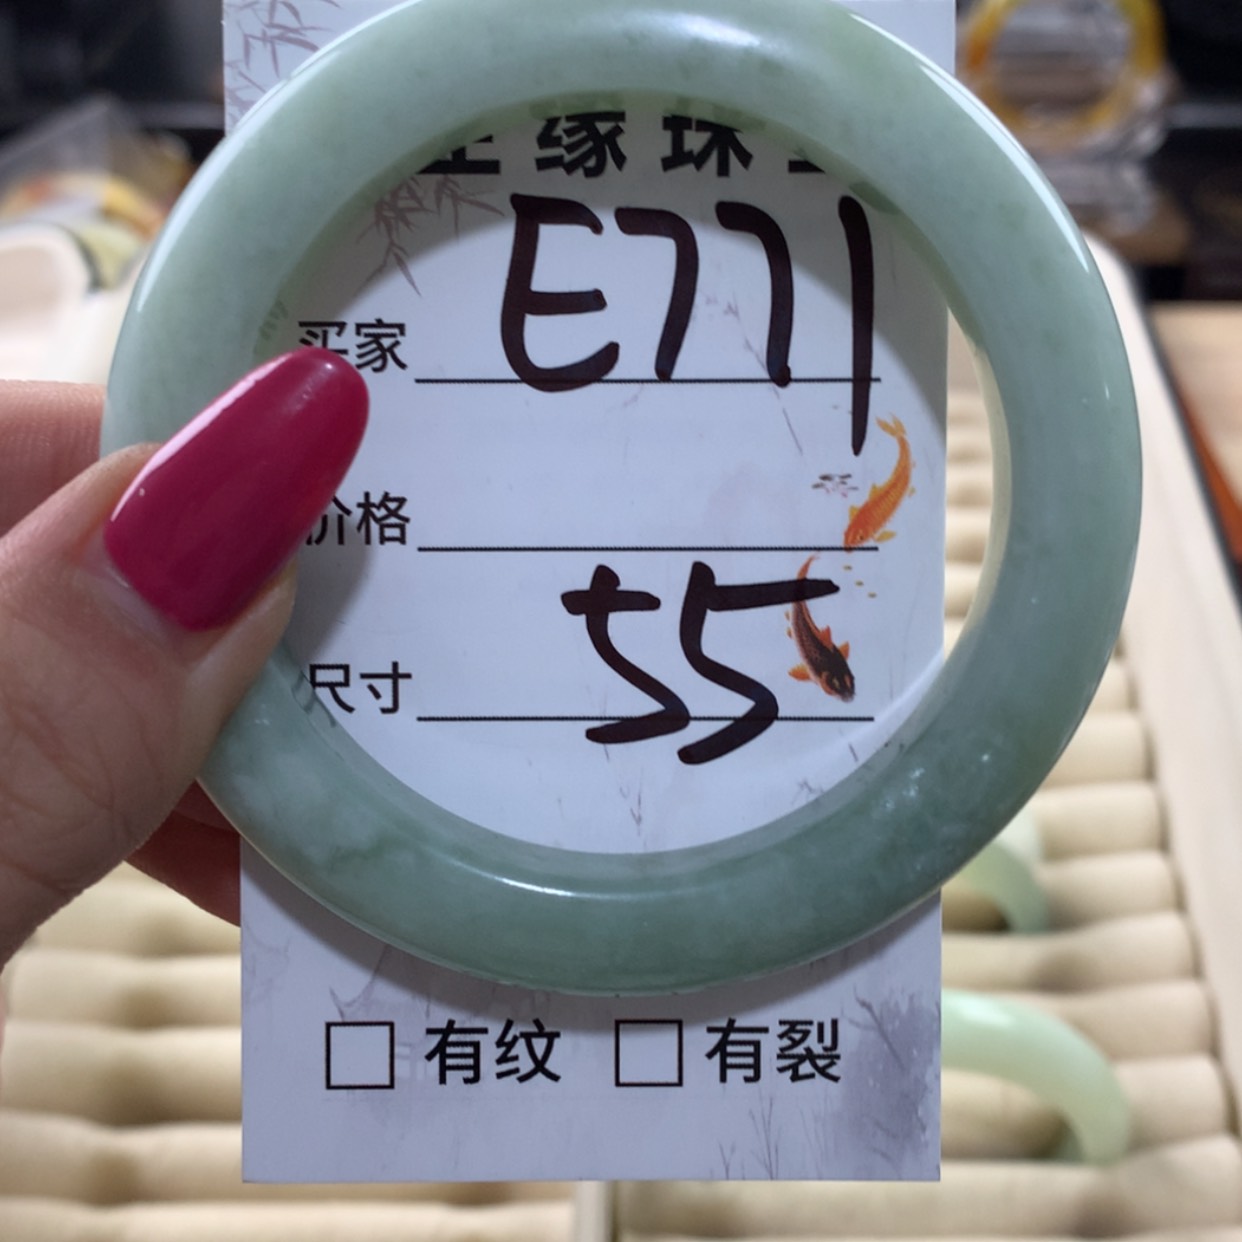 缘珠
买家 E771
价格
尺寸 55
有纹 有裂